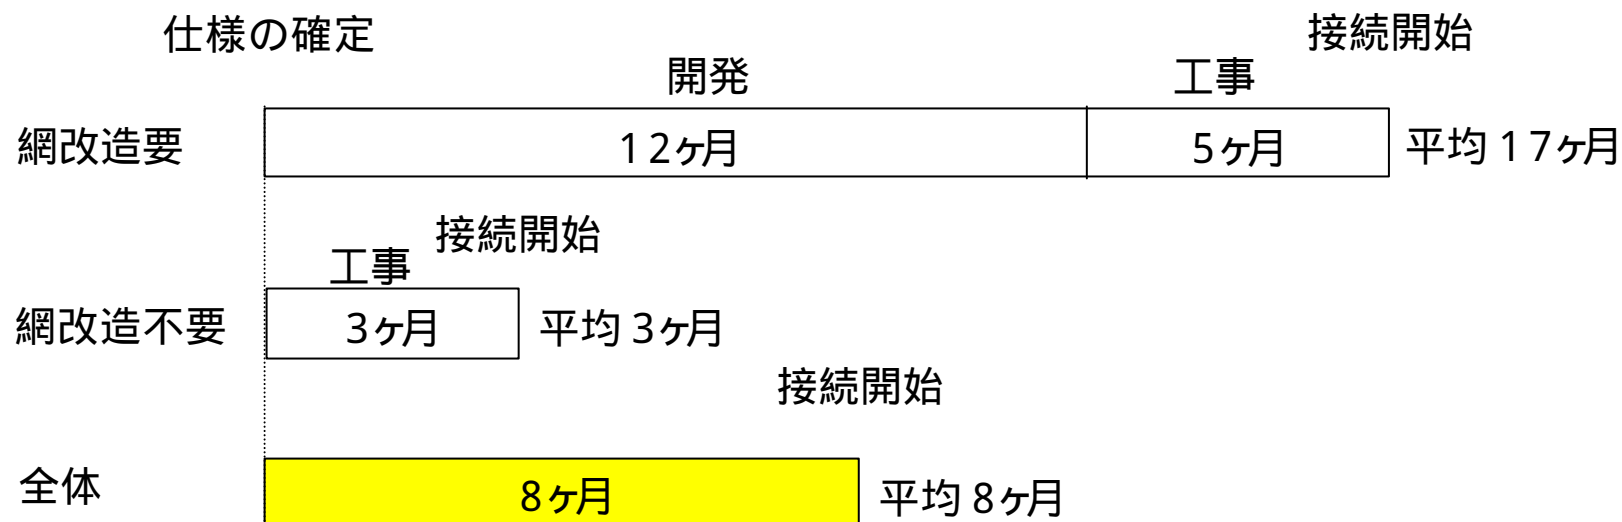 仕様の確定
接続開始
開発
工事
網改造要
12ヶ月
5ヶ月
平均17ヶ月
接続開始
工事
網改造不要
3ヶ月
平均3ヶ月
接続開始
全体
8ヶ月
平均8ヶ月